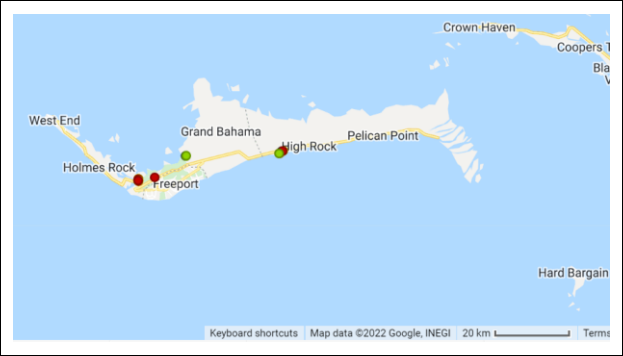 Crown Haven
Coopers T
Bla
V
West End
Grand Bahama
Pelican Point
High Rock
Holmes Rock
Freeport
Hard Bargain
Keyboard shortcuts
Map data ©2022 Google, INEGI
20 km
Terms